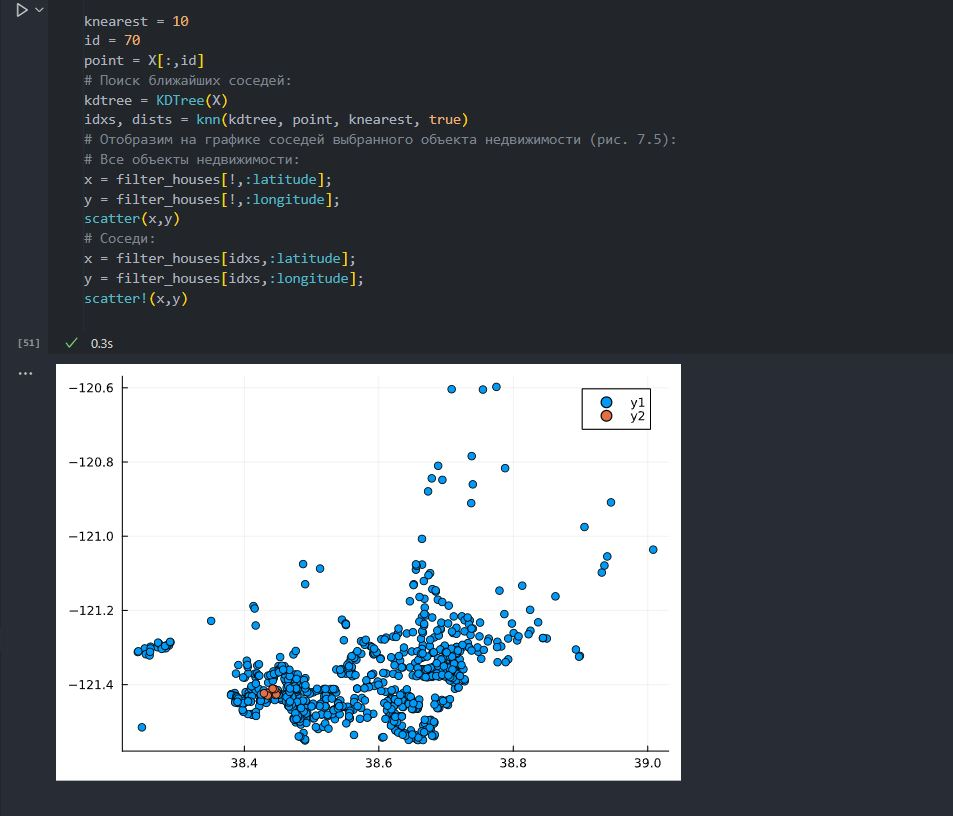 knearest = 10
id = 70
point = X[:,id]
# Поиск ближайших соседей:
kdtree = KDTree(X)
idxs, dists = knn(kdtree, point, knearest, true)
# Отобразим на графике соседей выбранного объекта недвижимости (рис. 7.5):
# Все объекты недвижимости:
x = filter_houses[!,:latitude];
y = filter_houses[!,:longitude];
scatter(x,y)
# Соседи:
x = filter_houses[idxs,:latitude];
y = filter_houses[idxs,:longitude];
scatter!(x,y)
[51] ✓ 0.3s
...
−120.6
y1
y2
−120.8
−121.0
−121.2
−121.4
38.4 38.6 38.8 39.0